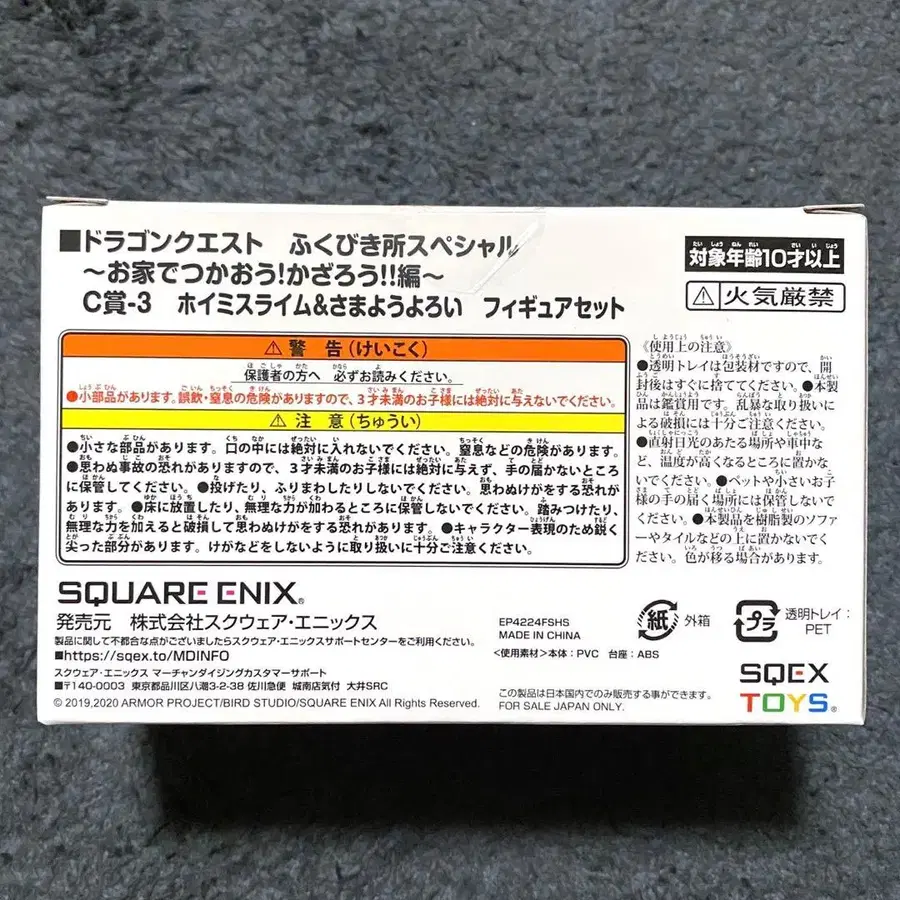 ■ドラゴンクエスト ふくびき所スペシャル
〜お家でつかおう!かざろう!!編〜
C賞-3 ホイミスライム&さまようよろい フィギュアセット
対象年齢10才以上
⚠火気厳禁
⚠警告(けいこく)
保護者の方へ 必ずお読みください。
●小部品があります。誤飲・窒息の危険がありますので、3才未満のお子様には絶対に与えないでください。
⚠注意(ちゅうい)
●小さな部品があります。口の中には絶対に入れないでください。窒息などの危険があります。
●思わぬ事故の恐れがありますので、3才未満のお子様には絶対に与えず、手の届かないところ
に保管してください。●投げたり、ふりまわしたりしないでください。思わぬけがをする恐れが
あります。●床に放置したり、無理な力が加わるところに保管しないでください。踏みつけたり、
無理な力を加えると破損して思わぬけがをする恐れがあります。●キャラクター表現のため鋭く
尖った部分があります。けがなどをしないように取り扱いに十分ご注意ください。
《使用上の注意》
●透明トレイは包装材ですので、開
封後はすぐに捨ててください。●本製
品は鑑賞用です。乱暴な取り扱いに
よる破損には十分ご注意ください。
●直射日光のあたる場所や車中な
ど、温度が高くなるところに置かな
いでください。●ペットや小さいお子
様の手の届く場所には保管しないで
ください。●本製品を樹脂製のソファ
ーやタイルなどの上に置かないでくだ
さい。色が移る場合があります。
SQUARE ENIX®
発売元 株式会社スクウェア・エニックス
製品に関して不都合な点がございましたらスクウェア・エニックスサポートセンターをご利用ください。
■https://sqex.to/MDINFO
スクウェア・エニックス マーチャンダイジングカスタマーサポート
■〒140-0003 東京都品川区八潮3-2-38 佐川急便 城南店気付 大井SRC
© 2019,2020 ARMOR PROJECT/BIRD STUDIO/SQUARE ENIX All Rights Reserved.
EP4224FSHS
MADE IN CHINA
<使用素材>本体:PVC 台座:ABS
この製品は日本国内でのみ販売する事ができます。
FOR SALE JAPAN ONLY.
紙 外箱
プラ 透明トレイ:
PET
SQEX
TOYS®